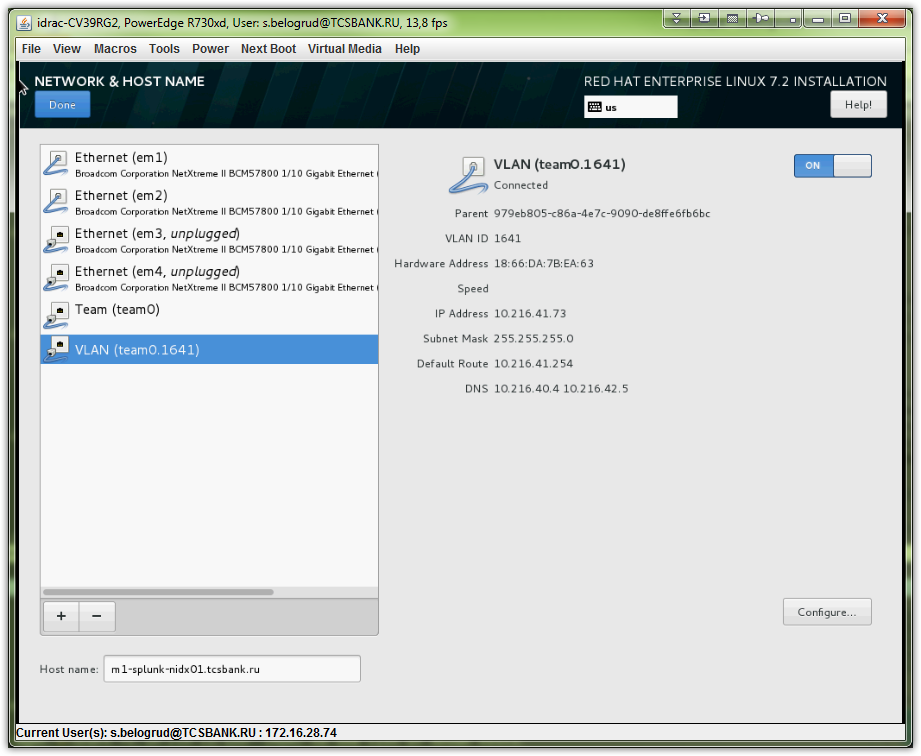 idrac-CV39RG2, PowerEdge R730xd, User: s.belogrud@TCSBANK.RU, 13,8 fps
File View Macros Tools Power Next Boot Virtual Media Help
NETWORK & HOST NAME
Done
RED HAT ENTERPRISE LINUX 7.2 INSTALLATION
us
Help!
Ethernet (em1)
Broadcom Corporation NetXtreme II BCM57800 1/10 Gigabit Ethernet (
Ethernet (em2)
Broadcom Corporation NetXtreme II BCM57800 1/10 Gigabit Ethernet (
Ethernet (em3, unplugged)
Broadcom Corporation NetXtreme II BCM57800 1/10 Gigabit Ethernet (
Ethernet (em4, unplugged)
Broadcom Corporation NetXtreme II BCM57800 1/10 Gigabit Ethernet (
Team (team0)
VLAN (team0.1641)
+ −
Host name: m1-splunk-nidx01.tcsbank.ru
VLAN (team0.1641)
Connected
ON
Parent 979eb805-c86a-4e7c-9090-de8ffe6fb6bc
VLAN ID 1641
Hardware Address 18:66:DA:7B:EA:63
Speed
IP Address 10.216.41.73
Subnet Mask 255.255.255.0
Default Route 10.216.41.254
DNS 10.216.40.4 10.216.42.5
Configure...
Current User(s): s.belogrud@TCSBANK.RU : 172.16.28.74